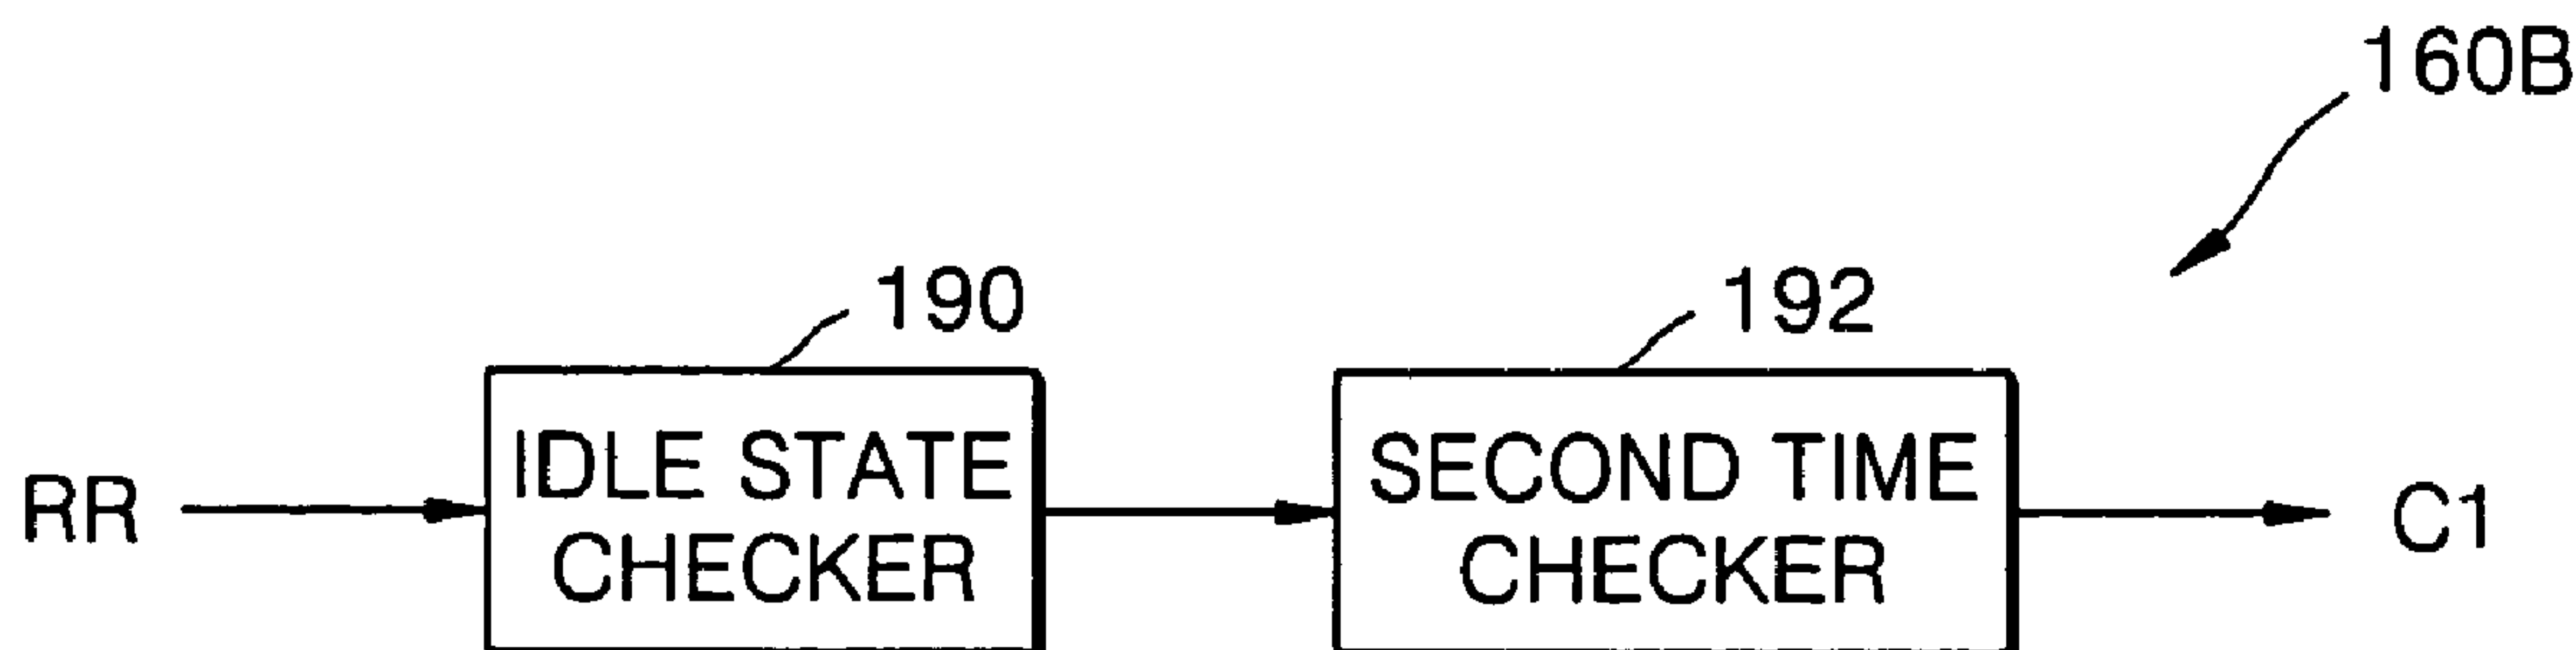 160B
190
192
RR
IDLE STATE
CHECKER
SECOND TIME
CHECKER
C1